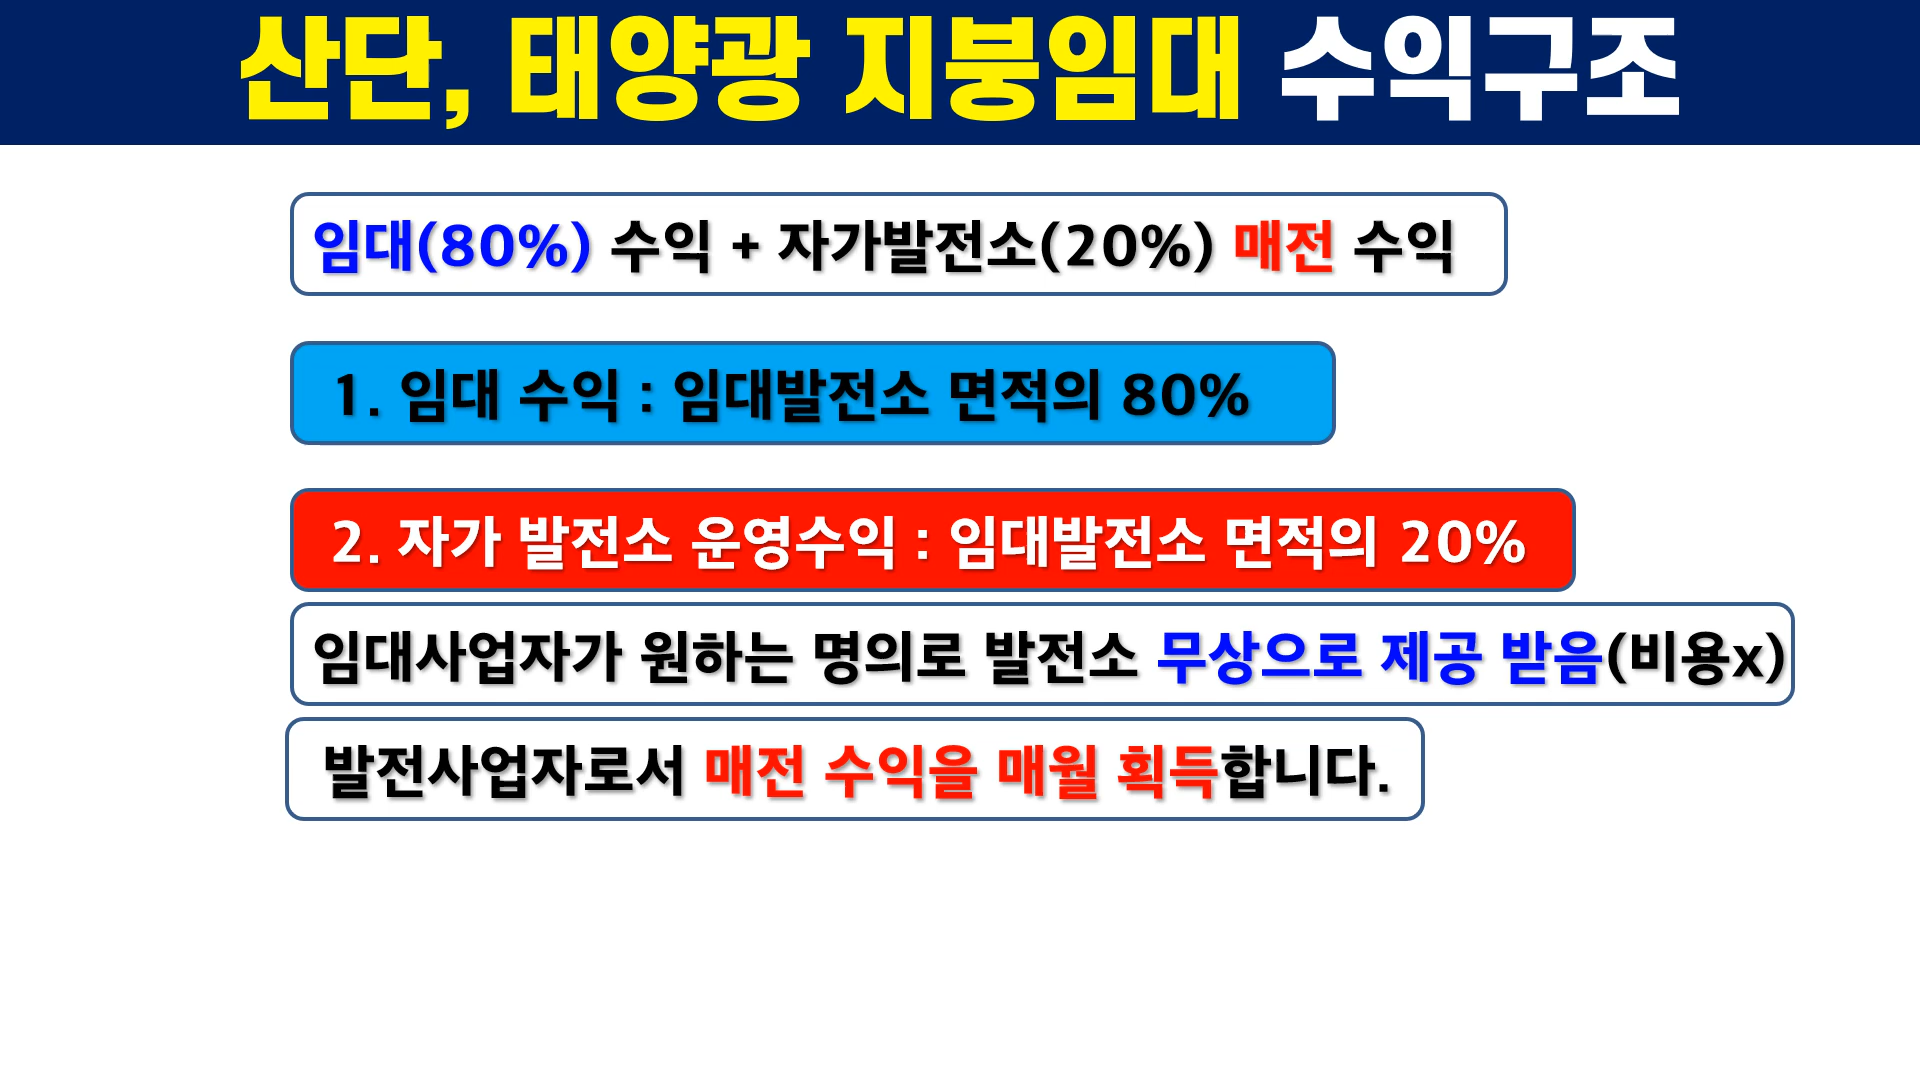 산단, 태양광 지붕임대 수익구조
임대(80%) 수익 + 자가발전소(20%) 매전 수익
1. 임대 수익 : 임대발전소 면적의 80%
2. 자가 발전소 운영수익 : 임대발전소 면적의 20%
임대사업자가 원하는 명의로 발전소 무상으로 제공 받음(비용x)
발전사업자로서 매전 수익을 매월 획득합니다.